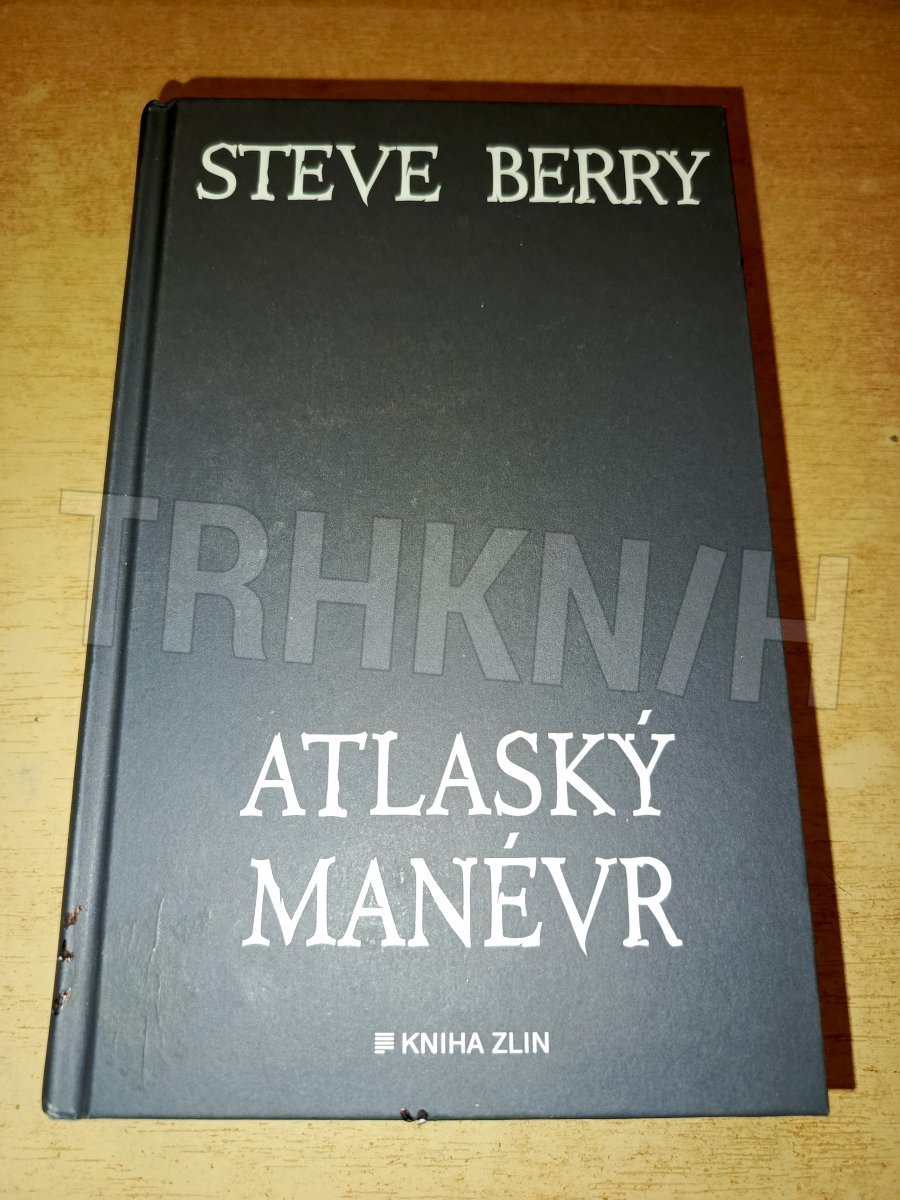 STEVE BERRY
TRHKNIH
ATLASKÝ
MANÉVR
KNIHA ZLIN